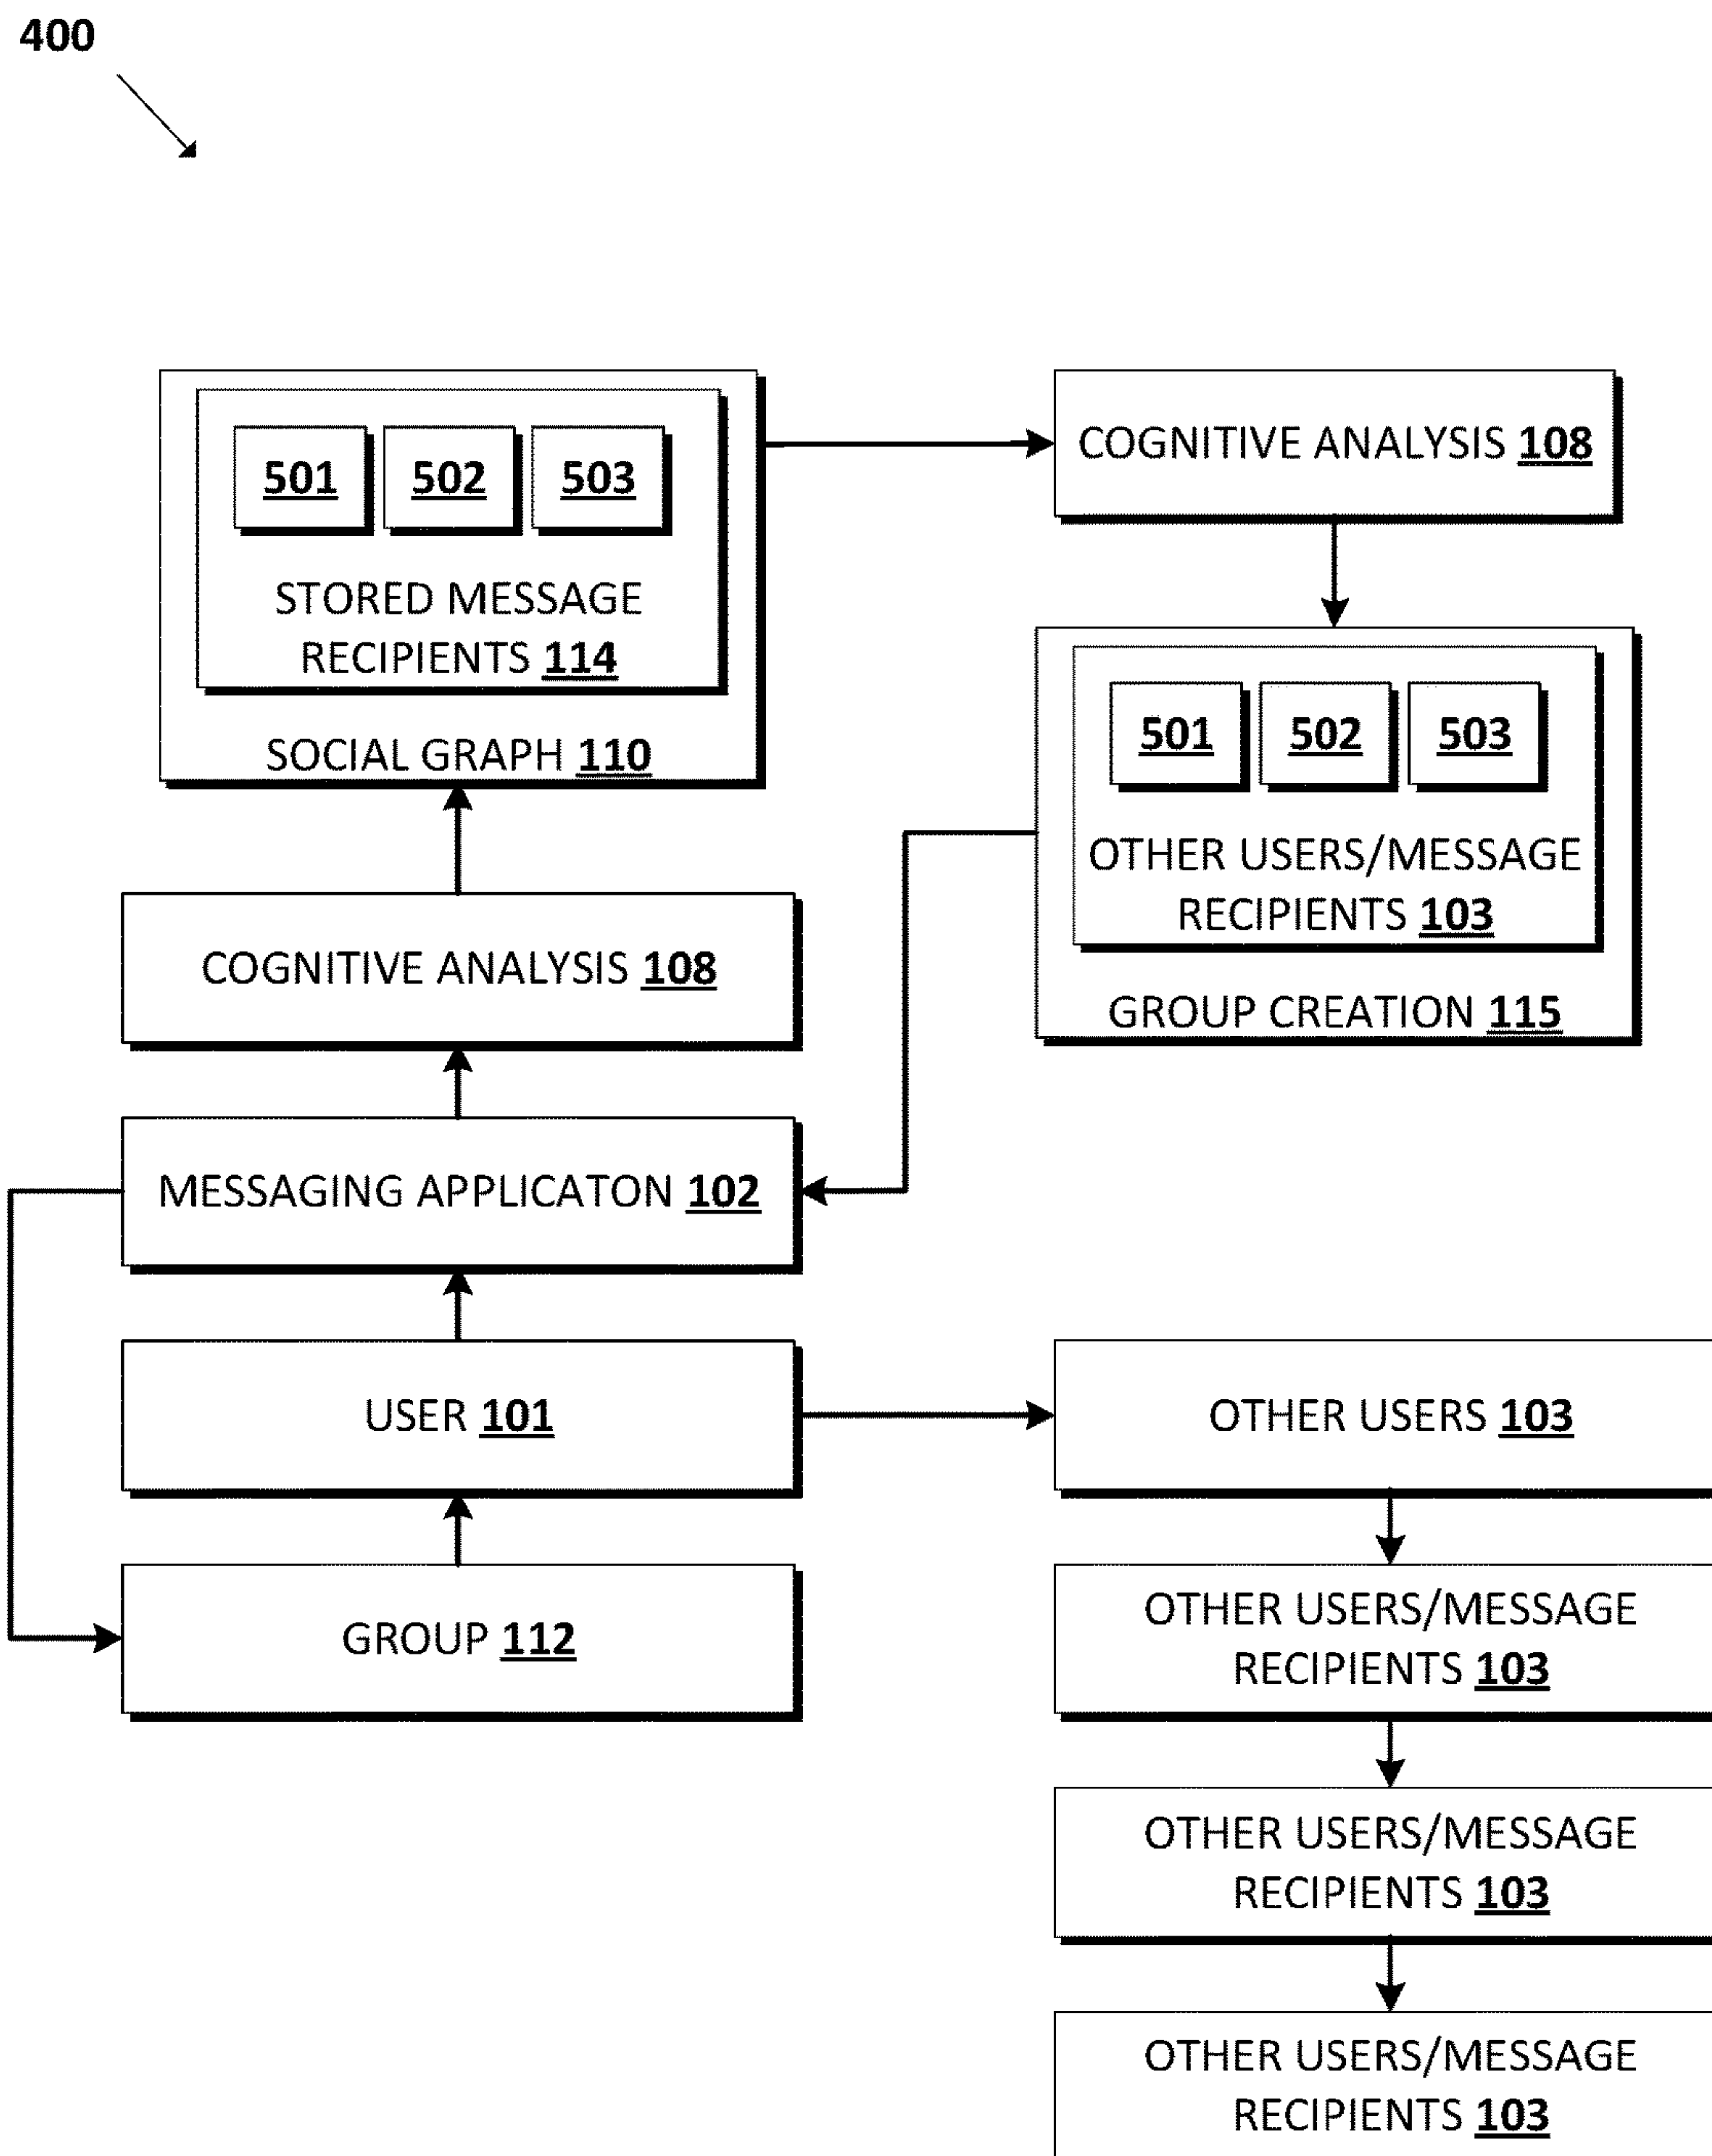 400
501 502 503
STORED MESSAGE
RECIPIENTS 114
SOCIAL GRAPH 110
COGNITIVE ANALYSIS 108
501 502 503
OTHER USERS/MESSAGE
RECIPIENTS 103
GROUP CREATION 115
COGNITIVE ANALYSIS 108
MESSAGING APPLICATON 102
USER 101
GROUP 112
OTHER USERS 103
OTHER USERS/MESSAGE
RECIPIENTS 103
OTHER USERS/MESSAGE
RECIPIENTS 103
OTHER USERS/MESSAGE
RECIPIENTS 103